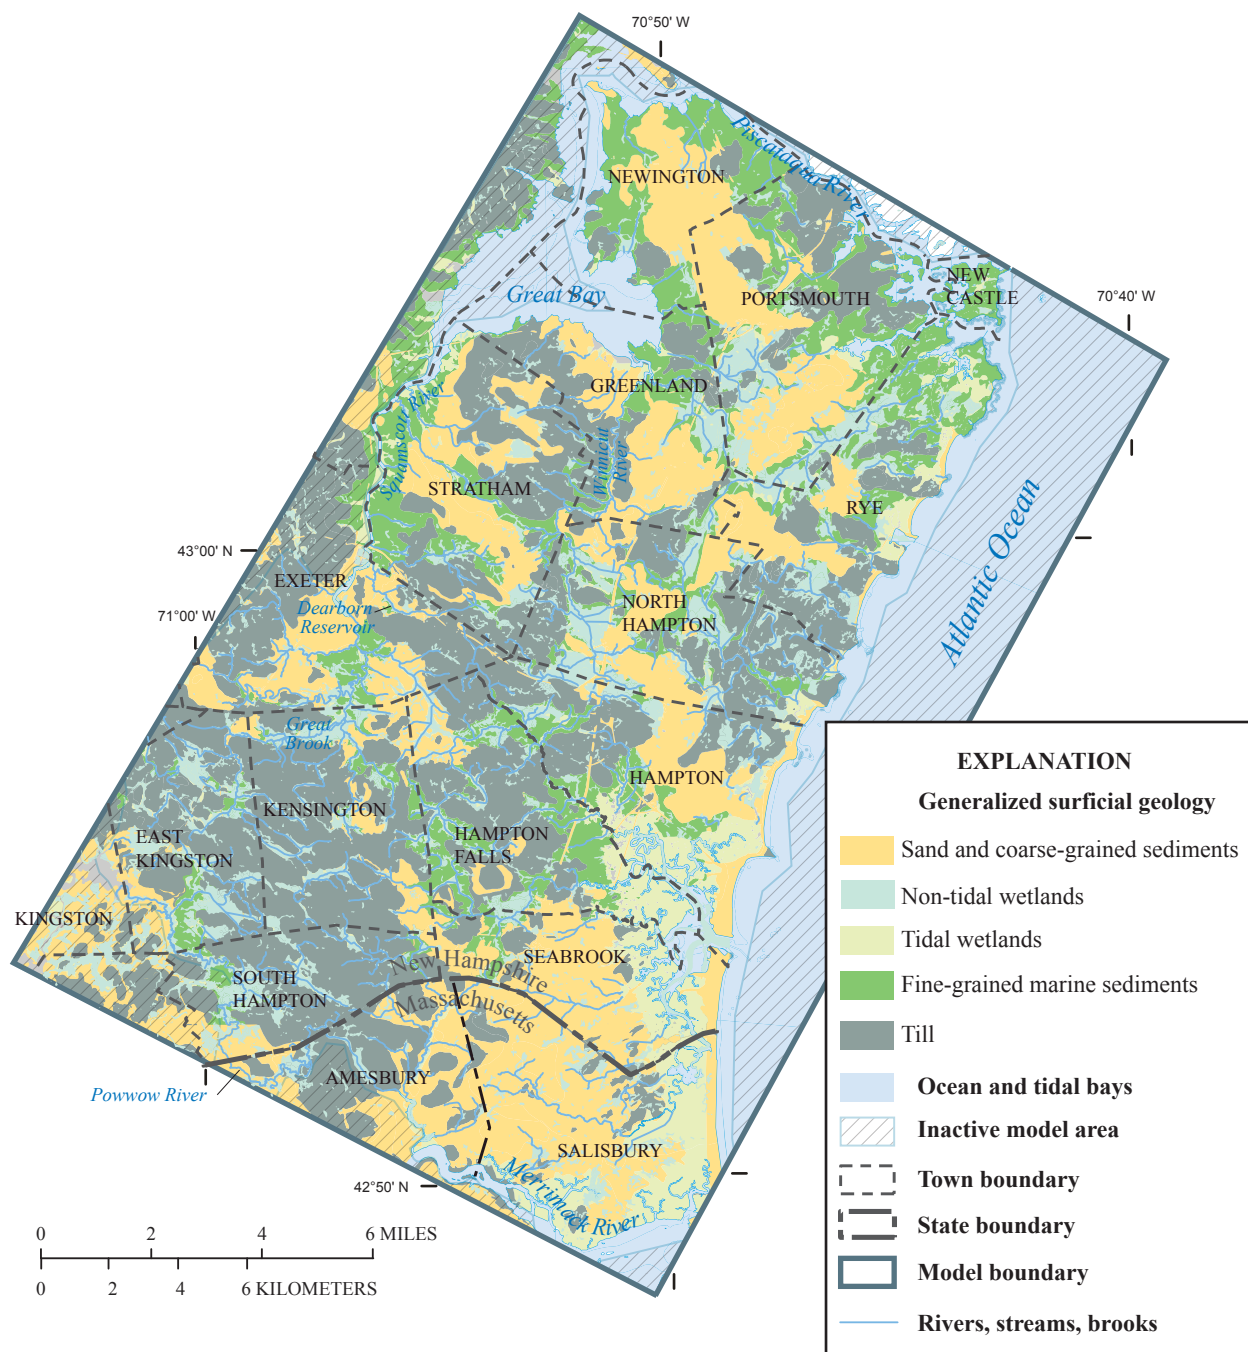 70°50' W
Piscataqua River
NEWINGTON
NEW
CASTLE
PORTSMOUTH
Great Bay
70°40' W
GREENLAND
Squamscott River
Winnicut
River
STRATHAM
RYE
Atlantic Ocean
43°00' N
EXETER
Dearborn
Reservoir
71°00' W
NORTH
HAMPTON
Great
Brook
HAMPTON
KENSINGTON
EAST
KINGSTON
HAMPTON
FALLS
KINGSTON
SEABROOK
New Hampshire
Massachusetts
SOUTH
HAMPTON
AMESBURY
Powwow River
SALISBURY
Merrimack River
42°50' N
0 2 4 6 MILES
0 2 4 6 KILOMETERS
EXPLANATION
Generalized surficial geology
Sand and coarse-grained sediments
Non-tidal wetlands
Tidal wetlands
Fine-grained marine sediments
Till
Ocean and tidal bays
Inactive model area
Town boundary
State boundary
Model boundary
Rivers, streams, brooks